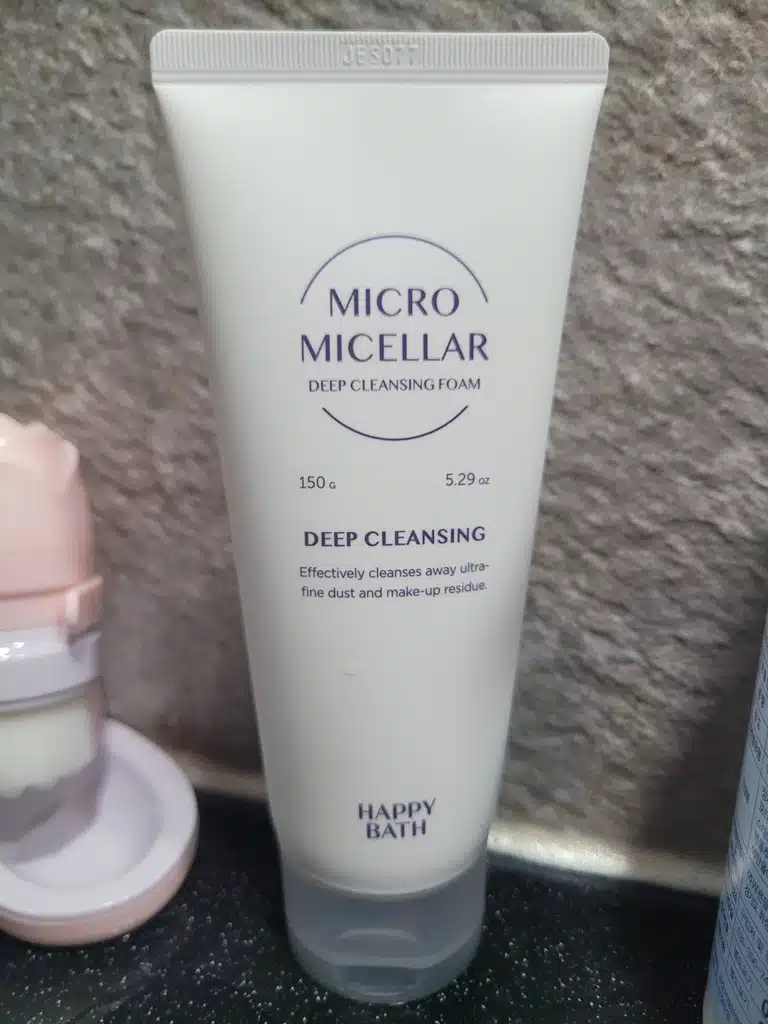 MICRO
MICELLAR
DEEP CLEANSING FOAM
150 G 5.29 oz
DEEP CLEANSING
Effectively cleanses away ultra-
fine dust and make-up residue.
HAPPY
BATH